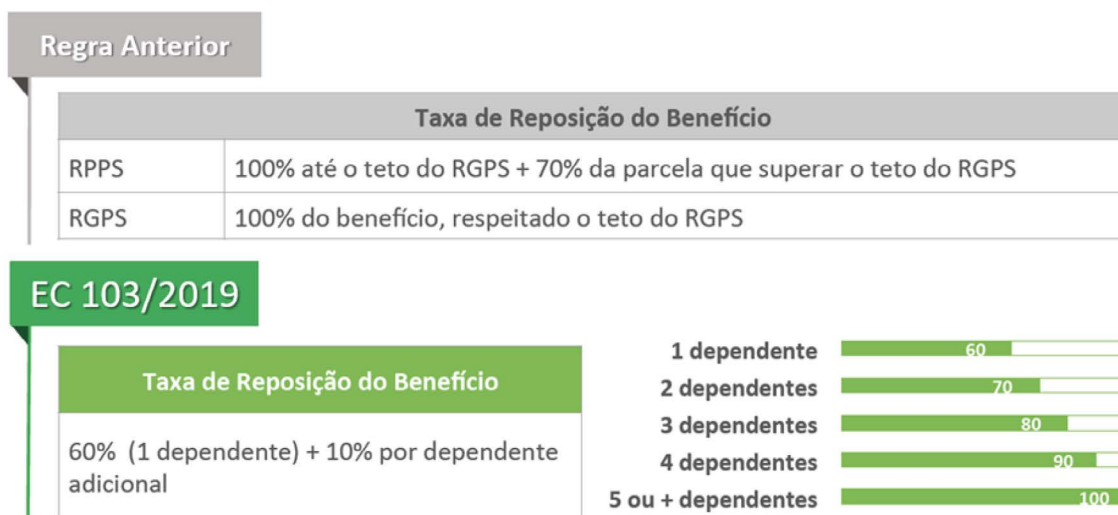 Regra Anterior
Taxa de Reposição do Benefício
RPPS 100% até o teto do RGPS + 70% da parcela que superar o teto do RGPS
RGPS 100% do benefício, respeitado o teto do RGPS
EC 103/2019
Taxa de Reposição do Benefício
60% (1 dependente) + 10% por dependente
adicional
1 dependente 60
2 dependentes 70
3 dependentes 80
4 dependentes 90
5 ou + dependentes 100